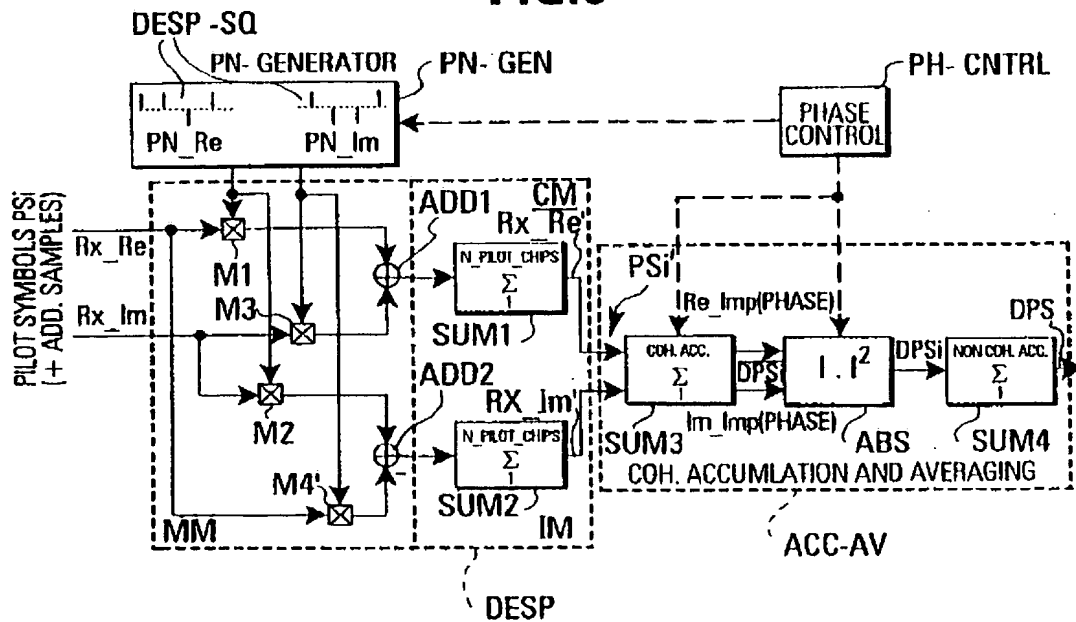 DESP -SQ
PN- GENERATOR
PN- GEN
PH- CNTRL
PN_Re
PN_Im
PHASE
CONTROL
PILOT SYMBOLS PSi
(+ ADD. SAMPLES)
Rx_Re
Rx_Im
M1
M3
M2
M4'
MM
ADD1
ADD2
-
CM
Rx_Re'
N_PILOT_CHIPS
Σ
1
SUM1
RX_Im'
N_PILOT_CHIPS
Σ
1
SUM2
IM
PSi'
Re_Imp(PHASE)
COH. ACC.
Σ
1
SUM3
DPS
Im_Imp(PHASE)
I . I²
ABS
DPSi
NON COH. ACC.
Σ
1
SUM4
DPS
COH. ACCUMLATION AND AVERAGING
ACC-AV
DESP